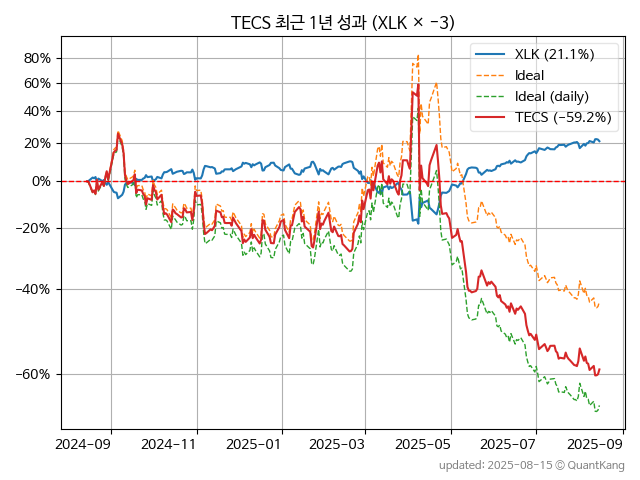 TECS 최근 1년 성과 (XLK × −3)
XLK (21.1%)
Ideal
Ideal (daily)
TECS (−59.2%)
80%
60%
40%
20%
0%
−20%
−40%
−60%
2024−09 2024−11 2025−01 2025−03 2025−05 2025−07 2025−09
updated: 2025−08−15 © QuantKang